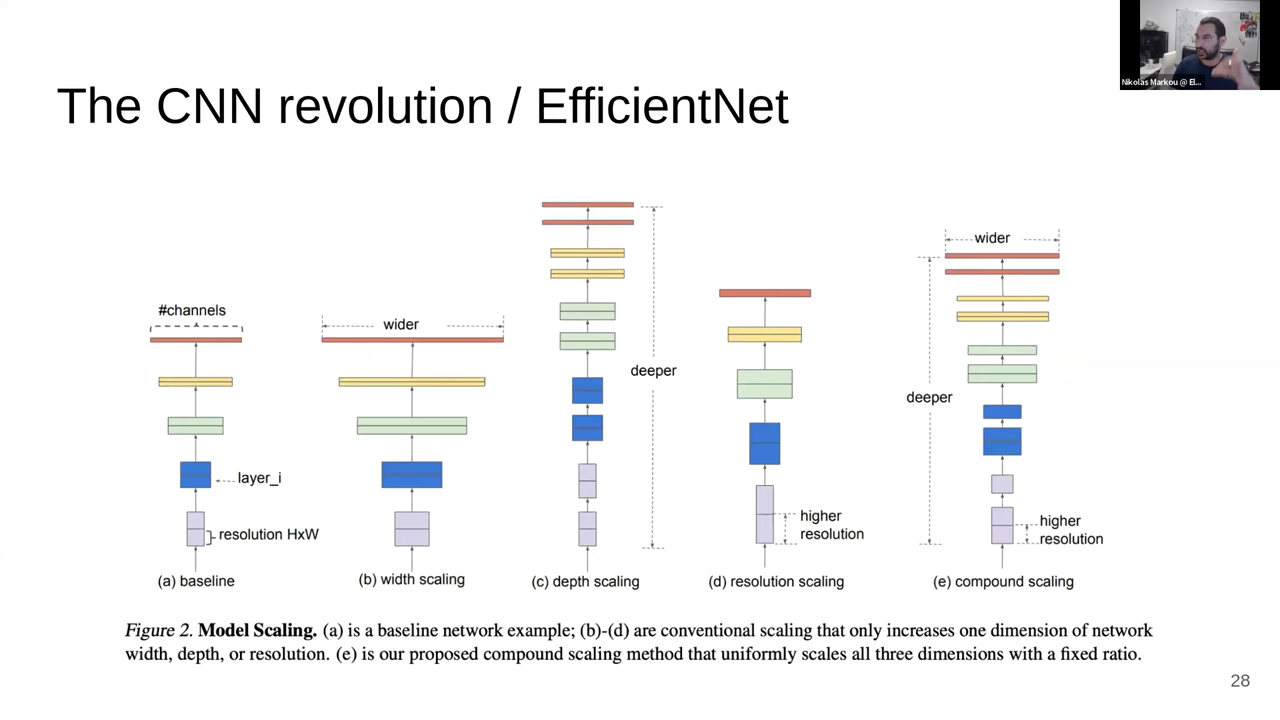 Nikolas Markou @ El...
The CNN revolution / EfficientNet
#channels
layer_i
resolution HxW
(a) baseline
wider
(b) width scaling
deeper
(c) depth scaling
higher
resolution
(d) resolution scaling
wider
deeper
higher
resolution
(e) compound scaling
Figure 2. Model Scaling. (a) is a baseline network example; (b)-(d) are conventional scaling that only increases one dimension of network
width, depth, or resolution. (e) is our proposed compound scaling method that uniformly scales all three dimensions with a fixed ratio.
28